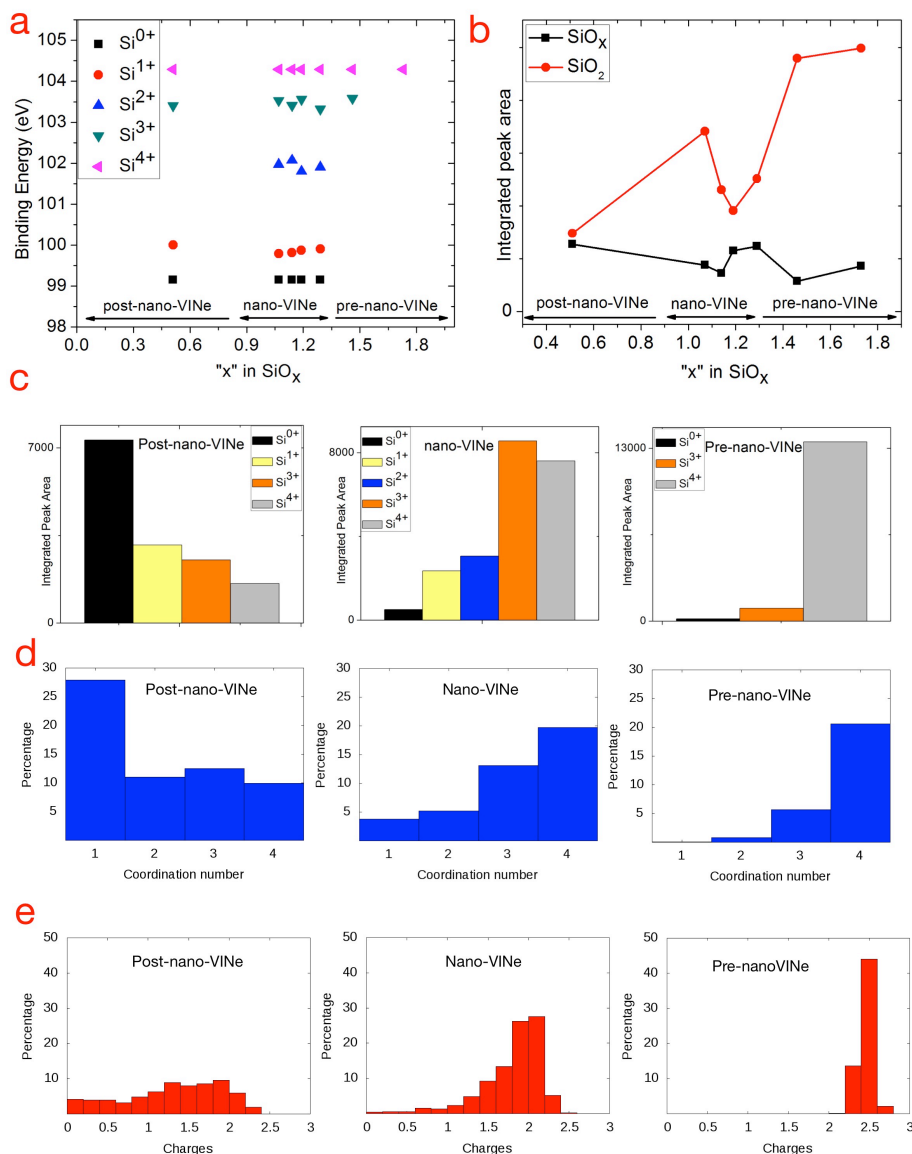 a
105
104
103
102
101
100
99
98
Binding Energy (eV)
Si0+
Si1+
Si2+
Si3+
Si4+
post-nano-VINe
nano-VINe
pre-nano-VINe
0.0 0.3 0.6 0.9 1.2 1.5 1.8
"x" in SiOX
b
SiOX
SiO2
Integrated peak area
0
post-nano-VINe
nano-VINe
pre-nano-VINe
0.4 0.6 0.8 1.0 1.2 1.4 1.6 1.8
"x" in SiOX
c
7000
0
Integrated Peak Area
Post-nano-VINe
Si0+
Si1+
Si3+
Si4+
8000
0
Integrated Peak Area
nano-VINe
Si0+
Si1+
Si2+
Si3+
Si4+
13000
0
Integrated Peak Area
Pre-nano-VINe
Si0+
Si3+
Si4+
d
30
25
20
15
10
5
Percentage
Post-nano-VINe
1 2 3 4
Coordination number
30
25
20
15
10
5
Percentage
Nano-VINe
1 2 3 4
Coordination number
30
25
20
15
10
5
Percentage
Pre-nano-VINe
1 2 3 4
Coordination number
e
50
40
30
20
10
Percentage
Post-nano-VINe
0 0.5 1 1.5 2 2.5 3
Charges
50
40
30
20
10
Percentage
Nano-VINe
0 0.5 1 1.5 2 2.5 3
Charges
50
40
30
20
10
Percentage
Pre-nanoVINe
0 0.5 1 1.5 2 2.5 3
Charges